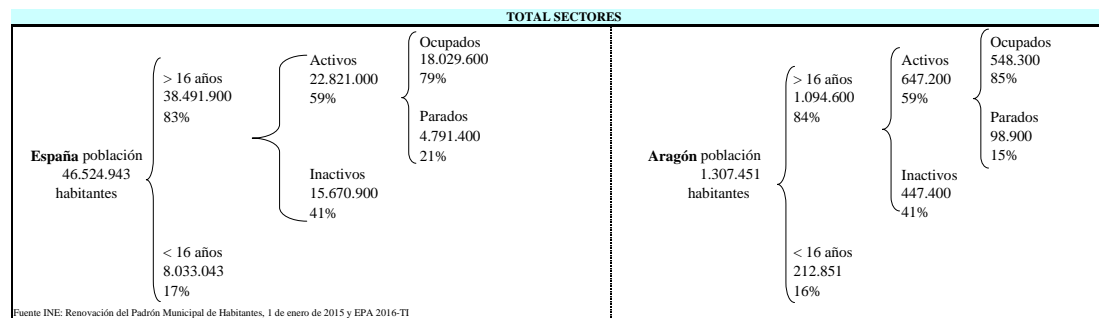 TOTAL SECTORES
España población
46.524.943
habitantes
> 16 años
38.491.900
83%
< 16 años
8.033.043
17%
Activos
22.821.000
59%
Inactivos
15.670.900
41%
Ocupados
18.029.600
79%
Parados
4.791.400
21%
Aragón población
1.307.451
habitantes
> 16 años
1.094.600
84%
< 16 años
212.851
16%
Activos
647.200
59%
Inactivos
447.400
41%
Ocupados
548.300
85%
Parados
98.900
15%
Fuente INE: Renovación del Padrón Municipal de Habitantes, 1 de enero de 2015 y EPA 2016-TI